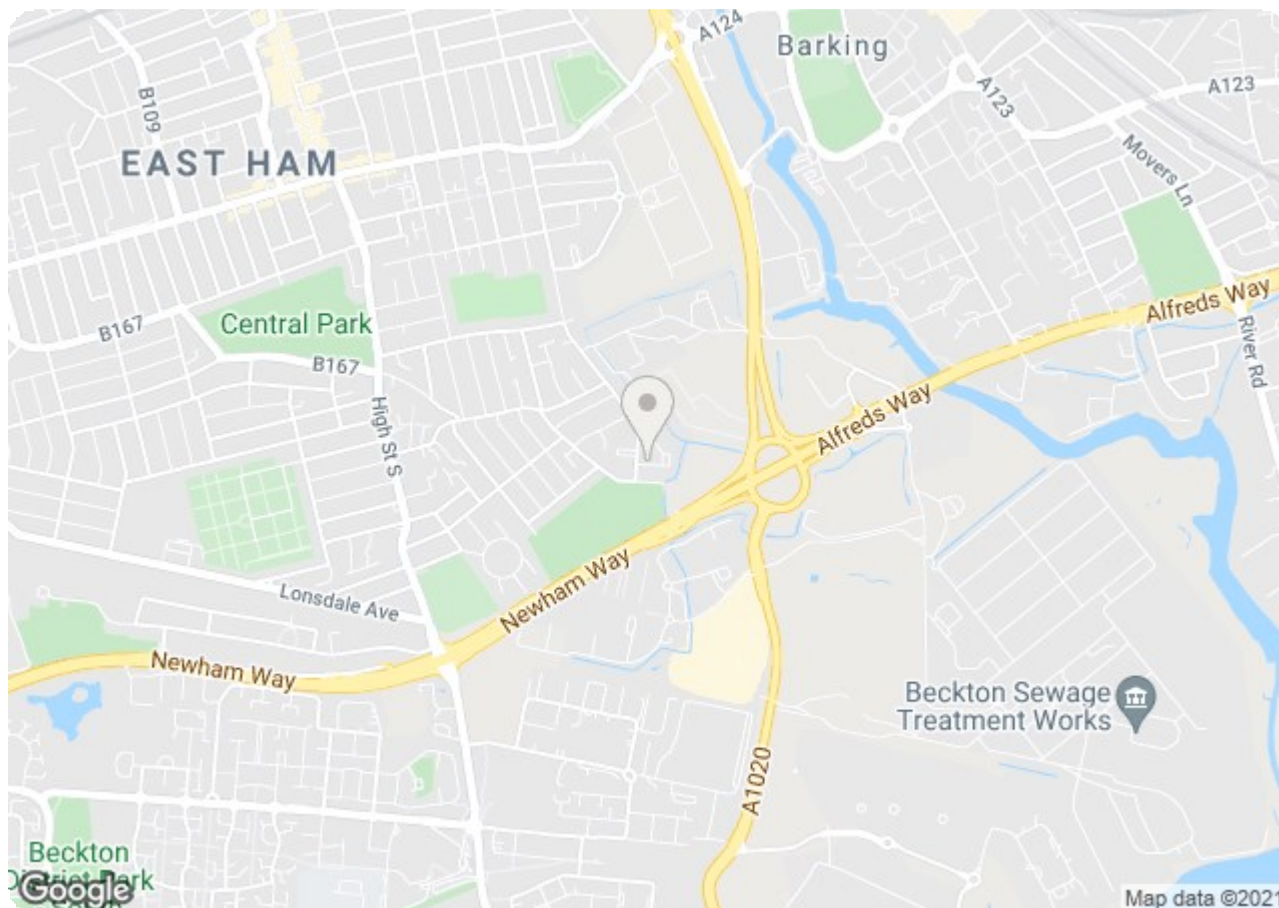 A124
Barking
A123
A123
B109
EAST HAM
Movers Ln
Central Park
B167
B167
High St S
Alfreds Way
River Rd
Alfreds Way
Newham Way
Lonsdale Ave
Newham Way
Beckton Sewage
Treatment Works
A1020
Beckton
District Park
South
Google
Map data ©2021